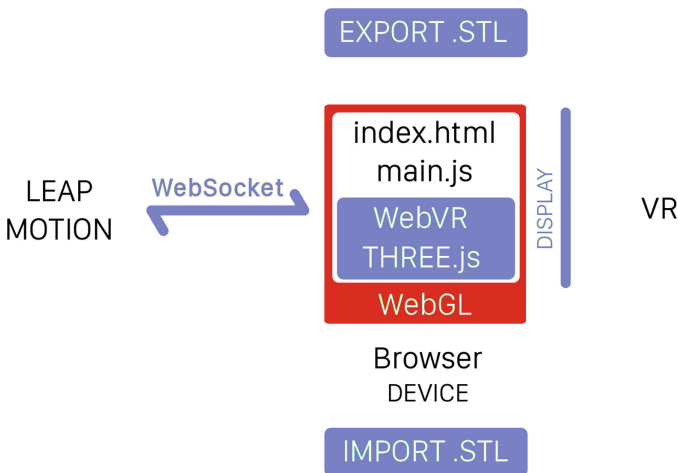 EXPORT .STL
index.html
main.js
WebVR
THREE.js
WebGL
LEAP
MOTION
WebSocket
DISPLAY
VR
Browser
DEVICE
IMPORT .STL